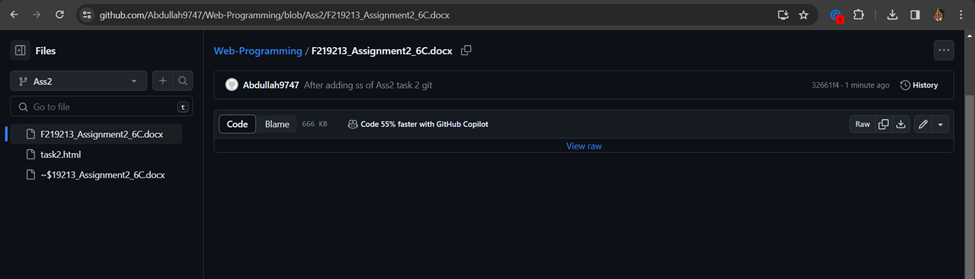 github.com/Abdullah9747/Web-Programming/blob/Ass2/F219213_Assignment2_6C.docx
Files
Web-Programming / F219213_Assignment2_6C.docx
Ass2
Abdullah9747 After adding ss of Ass2 task 2 git 32661f4 · 1 minute ago History
Go to file t
Code Blame 666 KB Code 55% faster with GitHub Copilot Raw
F219213_Assignment2_6C.docx
View raw
task2.html
~$19213_Assignment2_6C.docx